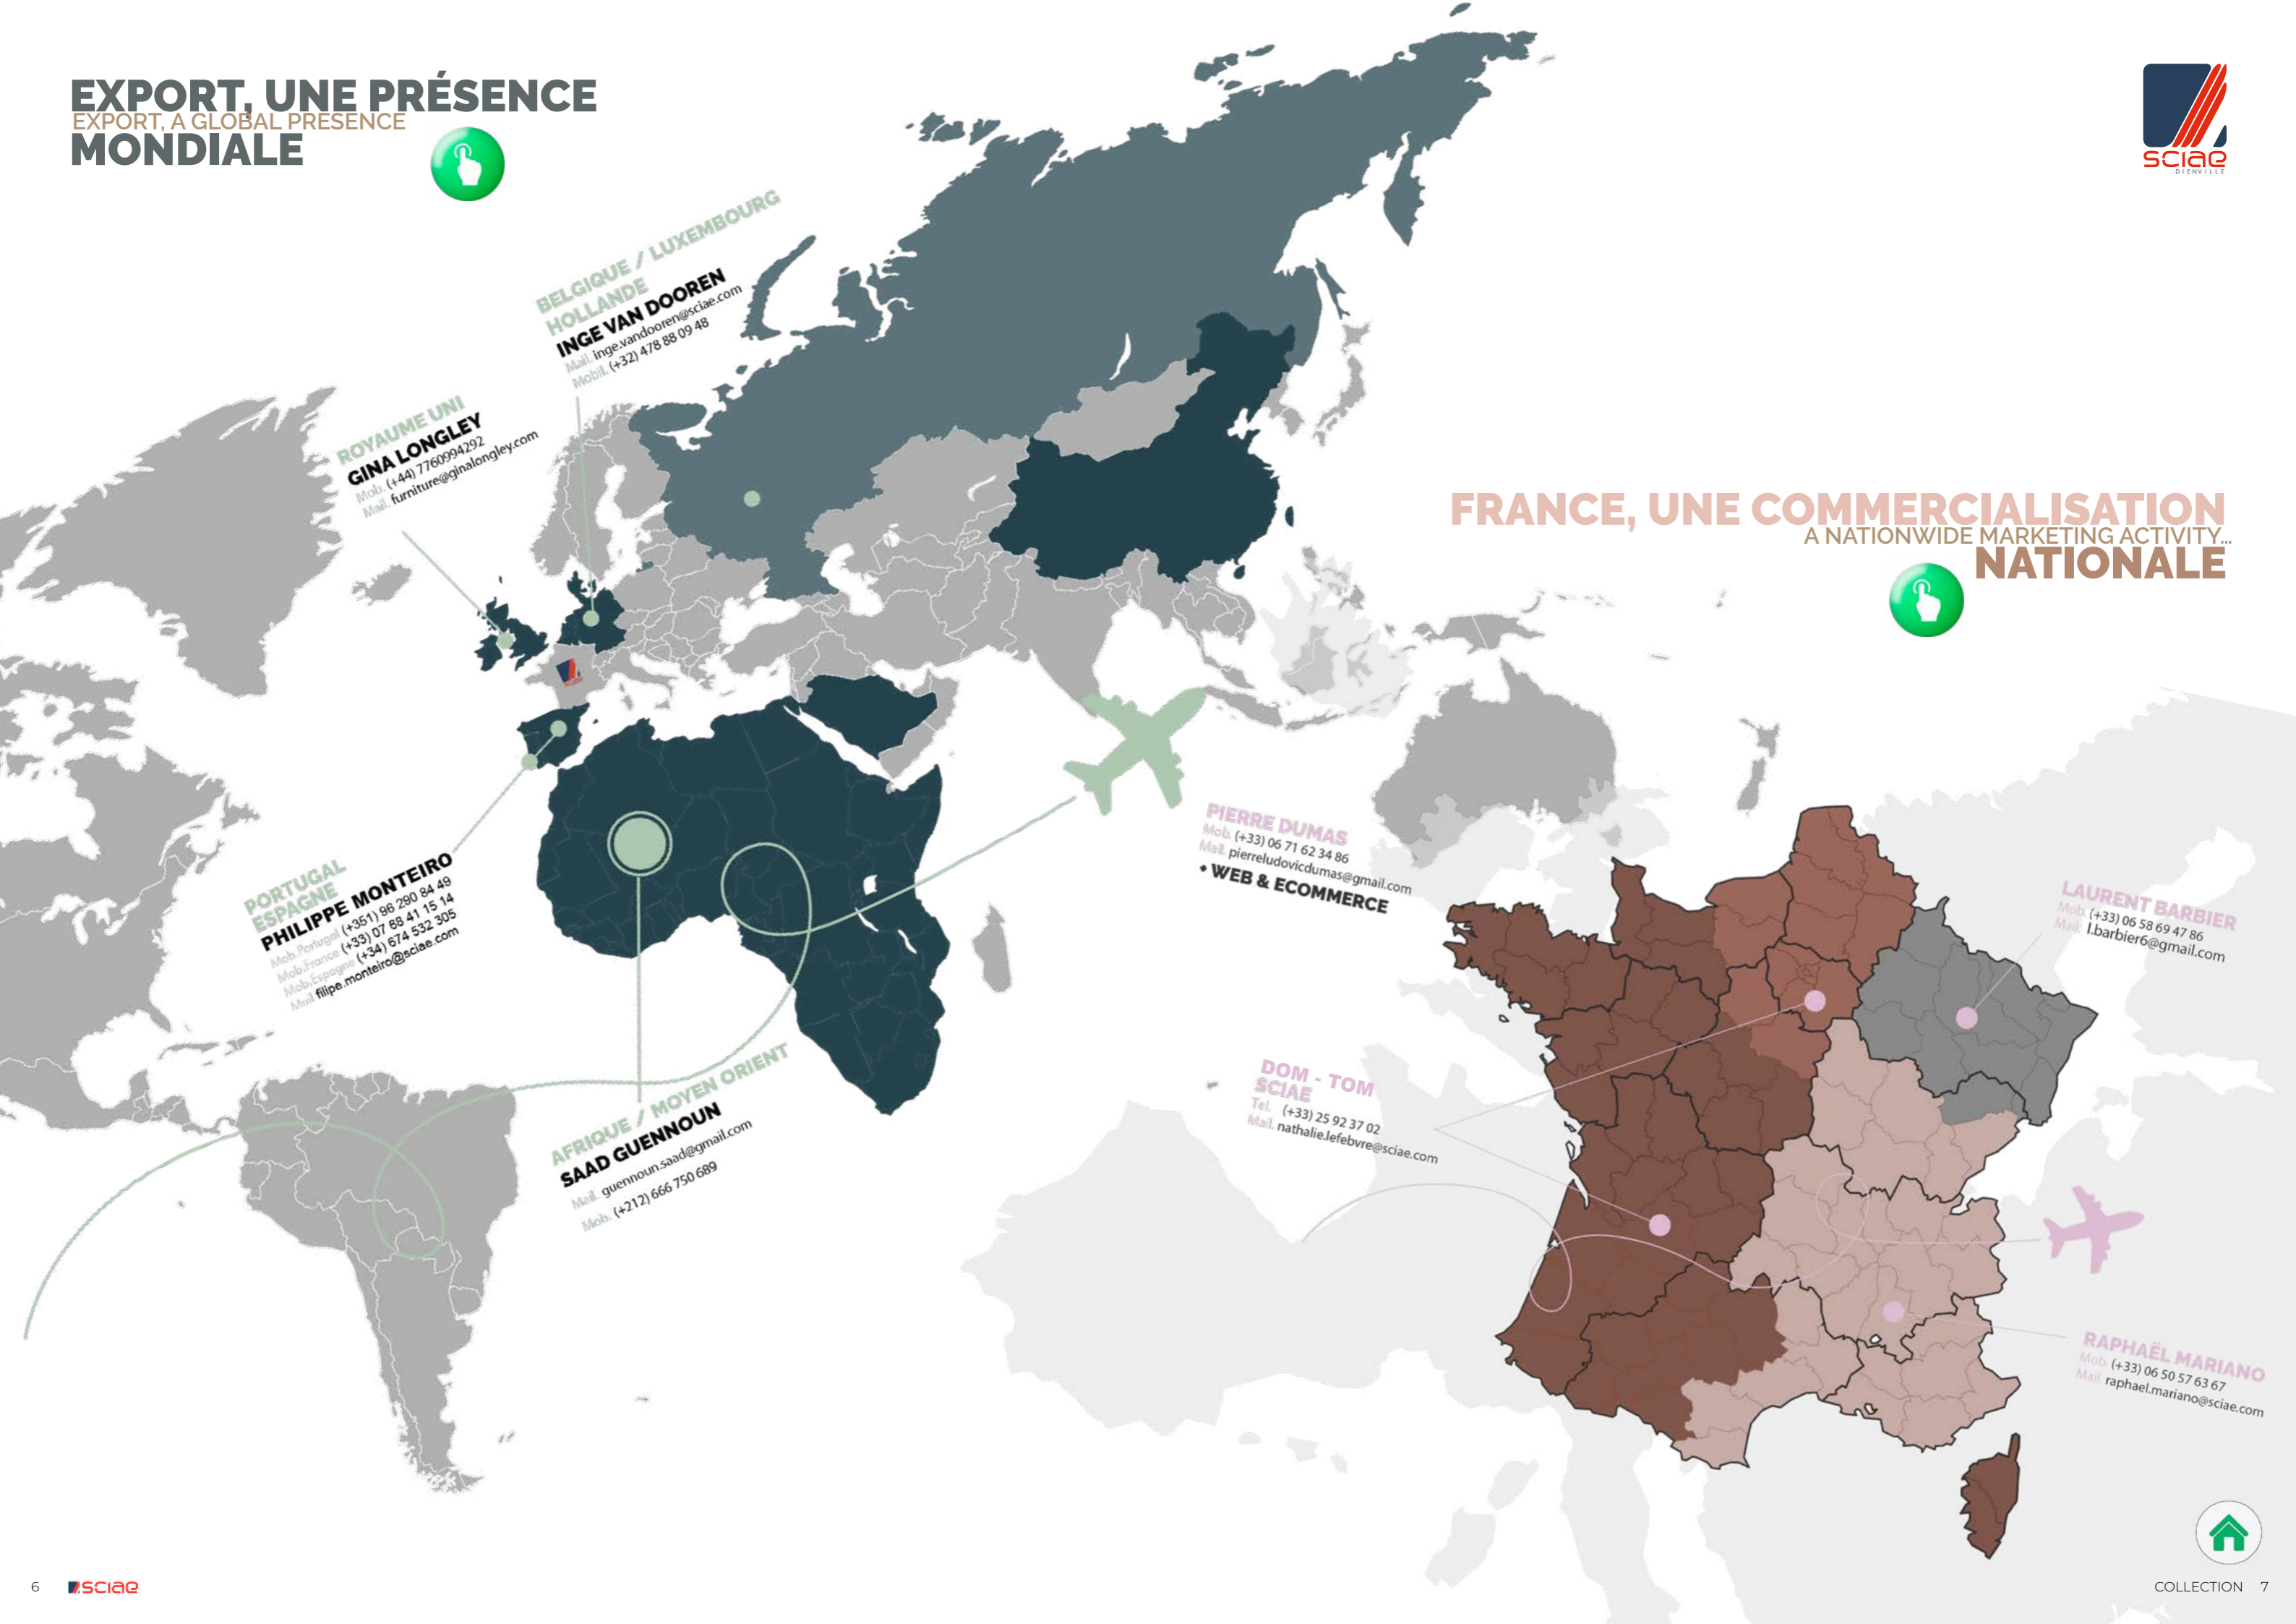 EXPORT, UNE PRÉSENCE
EXPORT, A GLOBAL PRESENCE
MONDIALE
sciae
DIENVILLE
BELGIQUE / LUXEMBOURG
HOLLANDE
INGE VAN DOOREN
Mail. inge.vandooren@sciae.com
Mobil. (+32) 478 88 09 48
ROYAUME UNI
GINA LONGLEY
Mob. (+44) 7760994292
Mail. furniture@ginalongley.com
FRANCE, UNE COMMERCIALISATION
A NATIONWIDE MARKETING ACTIVITY...
NATIONALE
PORTUGAL
ESPAGNE
PHILIPPE MONTEIRO
Mob.Portugal (+351) 96 290 84 49
Mob.France (+33) 07 88 41 15 14
Mob.Espagne (+34) 674 532 305
Mail filipe.monteiro@sciae.com
AFRIQUE / MOYEN ORIENT
SAAD GUENNOUN
Mail. guennoun.saad@gmail.com
Mob. (+212) 666 750 689
PIERRE DUMAS
Mob. (+33) 06 71 62 34 86
Mail. pierreludovicdumas@gmail.com
+ WEB & ECOMMERCE
LAURENT BARBIER
Mob. (+33) 06 58 69 47 86
Mail. l.barbier6@gmail.com
DOM - TOM
SCIAE
Tel. (+33) 25 92 37 02
Mail. nathalie.lefebvre@sciae.com
RAPHAËL MARIANO
Mob. (+33) 06 50 57 63 67
Mail. raphael.mariano@sciae.com
6 sciae
COLLECTION 7